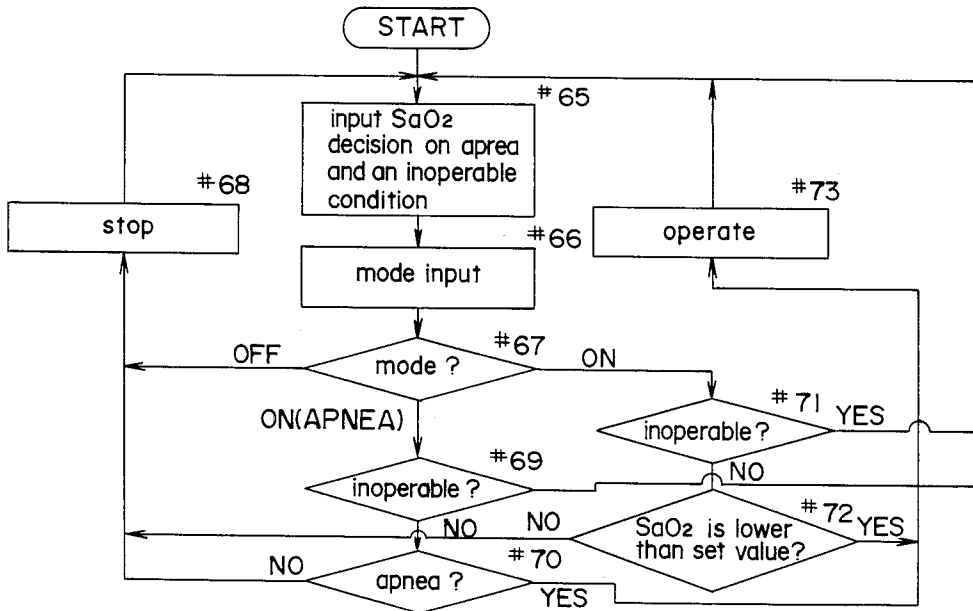 START
#65
input SaO2
decision on aprea
and an inoperable
condition
#68
stop
#73
operate
#66
mode input
#67
mode ?
OFF
ON
ON(APNEA)
#71
inoperable ?
YES
NO
#69
inoperable ?
NO
NO
#72
SaO2 is lower
than set value?
YES
#70
apnea ?
NO
YES